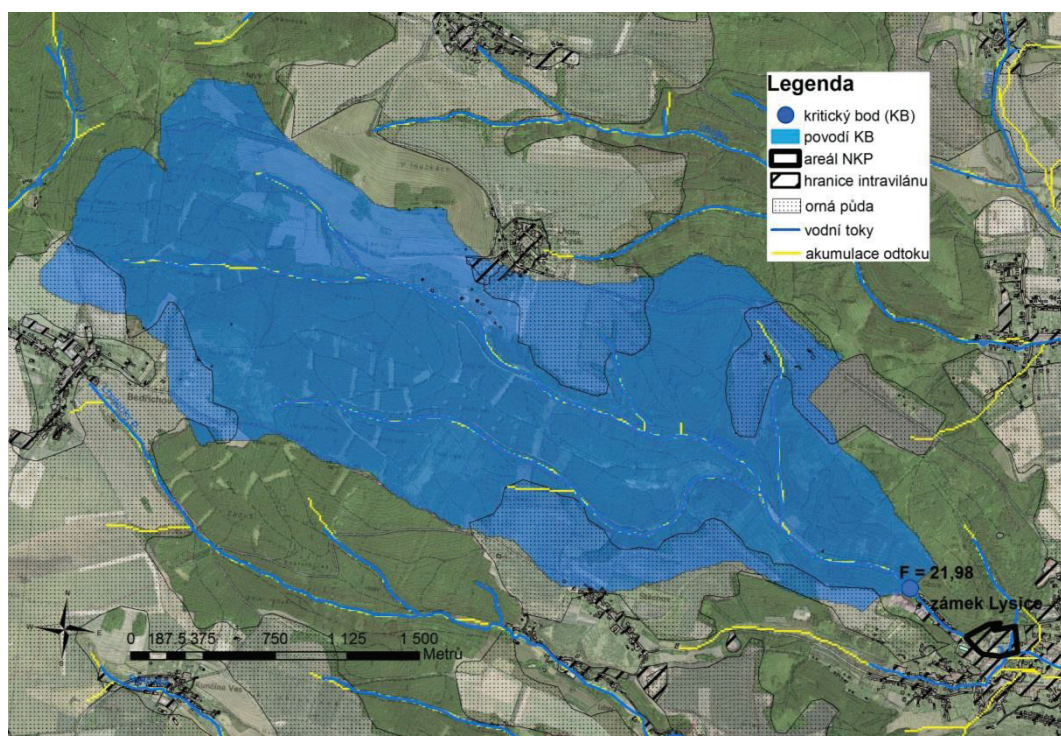 Legenda
kritický bod (KB)
povodí KB
areál NKP
hranice intravilánu
orná půda
vodní toky
akumulace odtoku
N
W
E
S
0 187,5 375 750 1 125 1 500
Metrů
F = 21,98
zámek Lysice